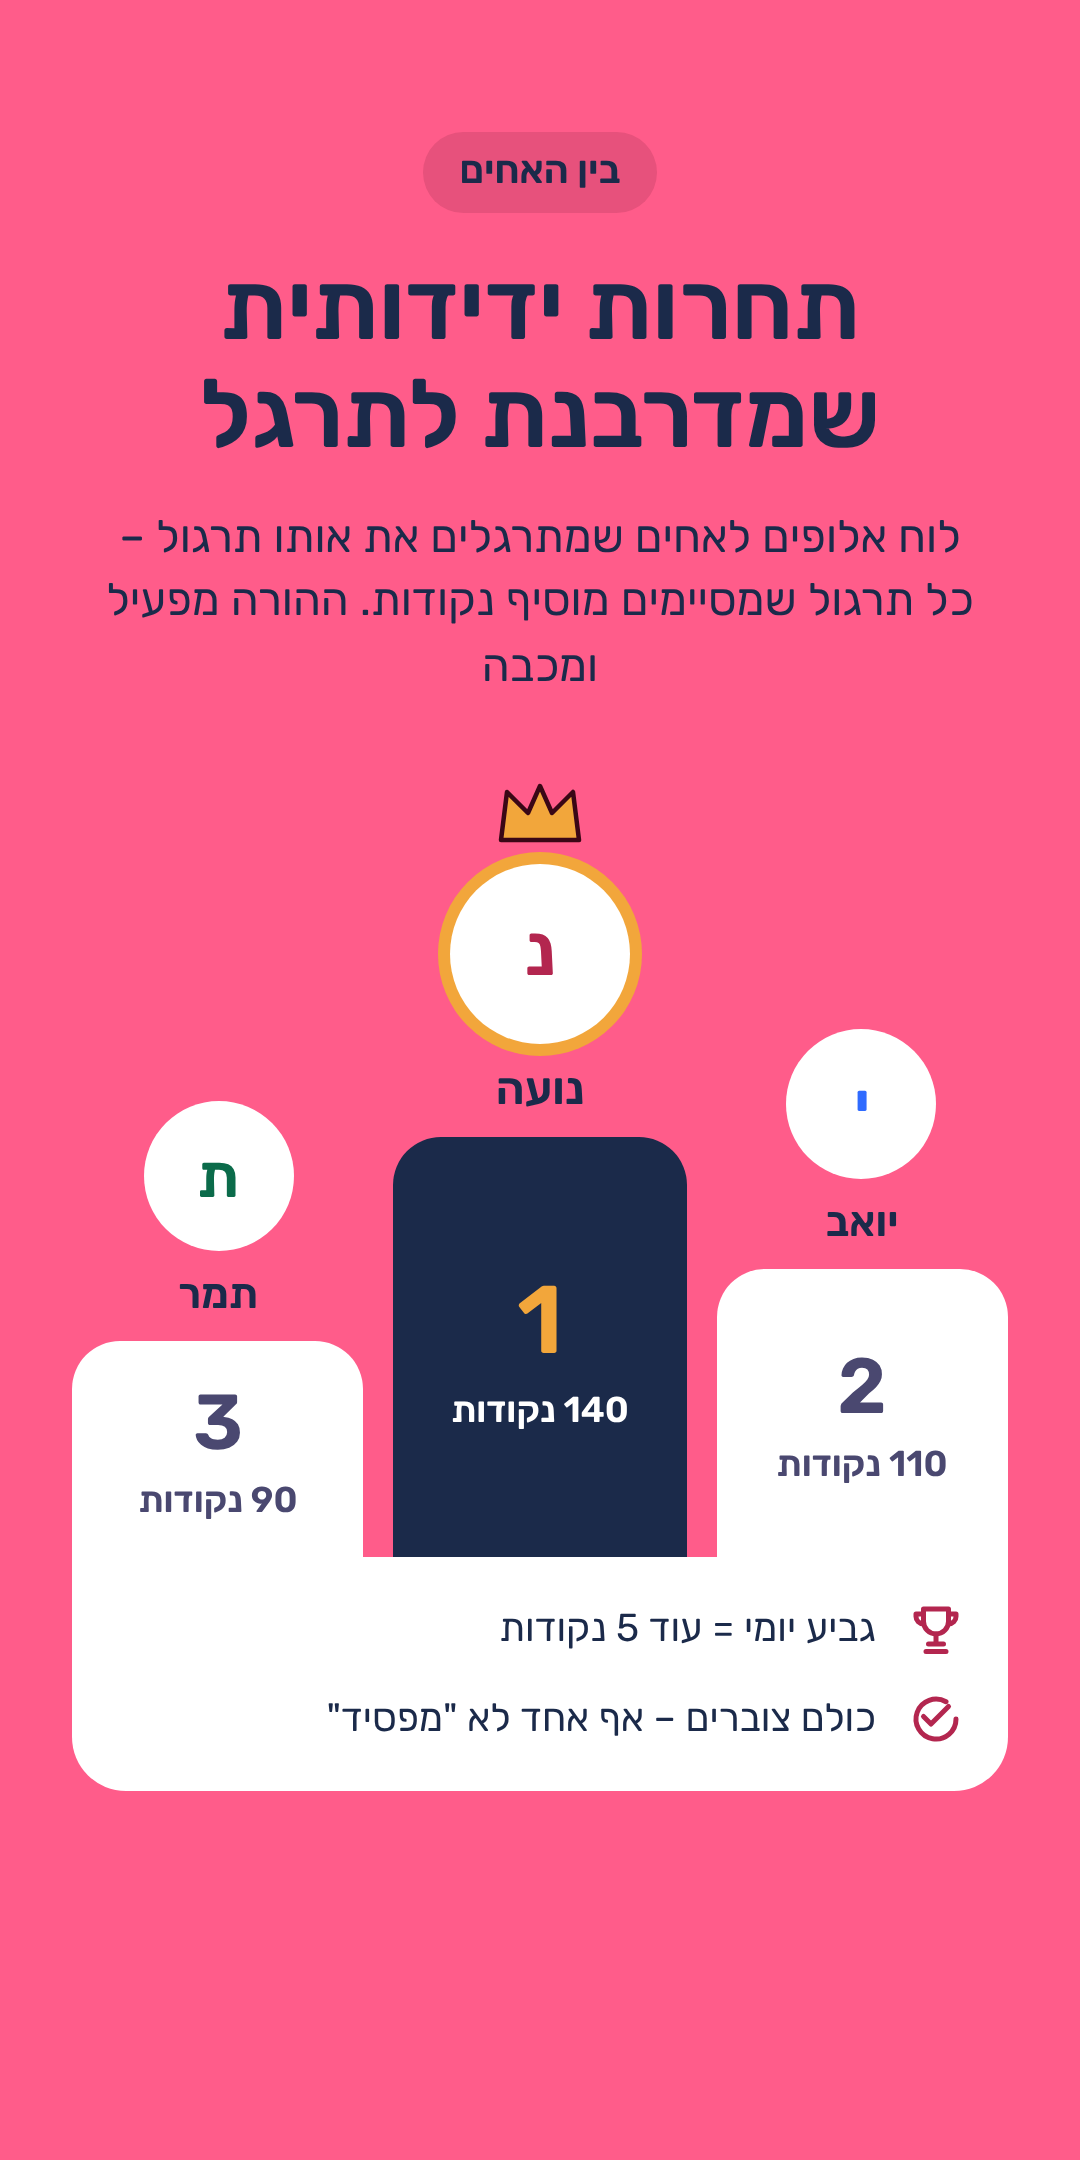 בין האחים
תחרות ידידותית
שמדרבנת לתרגל
לוח אלופים לאחים שמתרגלים את אותו תרגול –
כל תרגול שמסיימים מוסיף נקודות. ההורה מפעיל
ומכבה
נ
נועה
1
140 נקודות
י
יואב
2
110 נקודות
ת
תמר
3
90 נקודות
גביע יומי = עוד 5 נקודות
כולם צוברים – אף אחד לא "מפסיד"